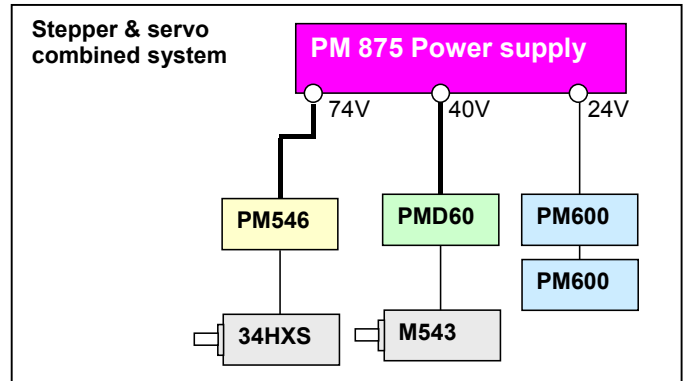 Stepper & servo
combined system
PM 875 Power supply
74V
40V
24V
PM546
PMD60
PM600
PM600
34HXS
M543